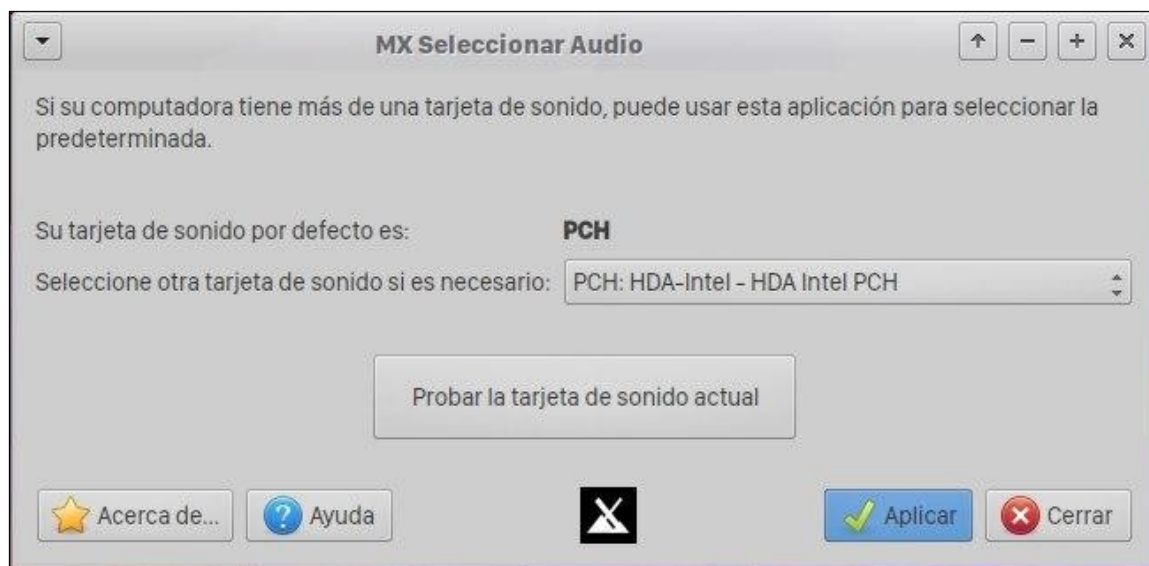 MX Seleccionar Audio
Si su computadora tiene más de una tarjeta de sonido, puede usar esta aplicación para seleccionar la
predeterminada.
Su tarjeta de sonido por defecto es: PCH
Seleccione otra tarjeta de sonido si es necesario: PCH: HDA-Intel - HDA Intel PCH
Probar la tarjeta de sonido actual
Acerca de... Ayuda Aplicar Cerrar